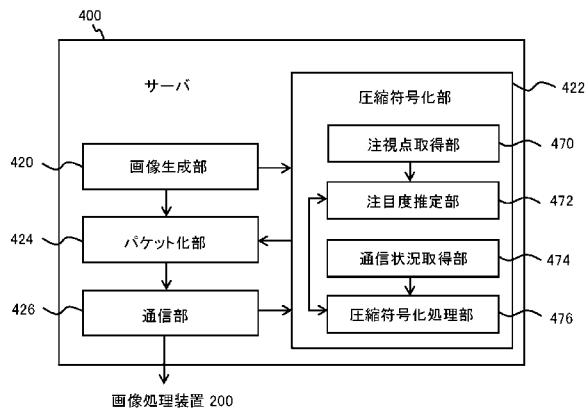 400
サーバ
圧縮符号化部
422
注視点取得部
470
420
画像生成部
注目度推定部
472
424
パケット化部
通信状況取得部
474
426
通信部
圧縮符号化処理部
476
画像処理装置 200